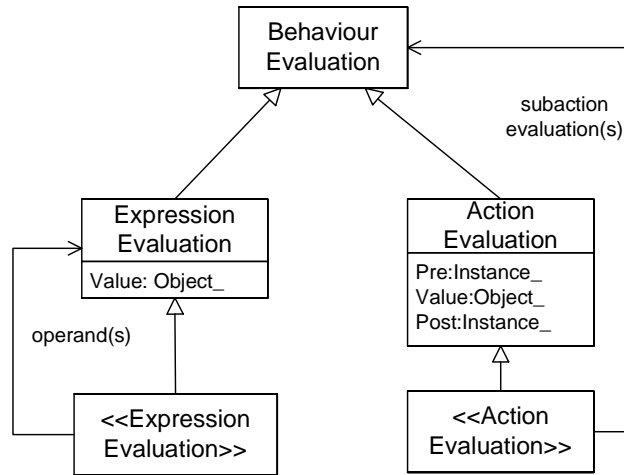 Behaviour
Evaluation
subaction
evaluation(s)
Expression
Evaluation
Value: Object_
Action
Evaluation
Pre:Instance_
Value:Object_
Post:Instance_
operand(s)
<<Expression
Evaluation>>
<<Action
Evaluation>>